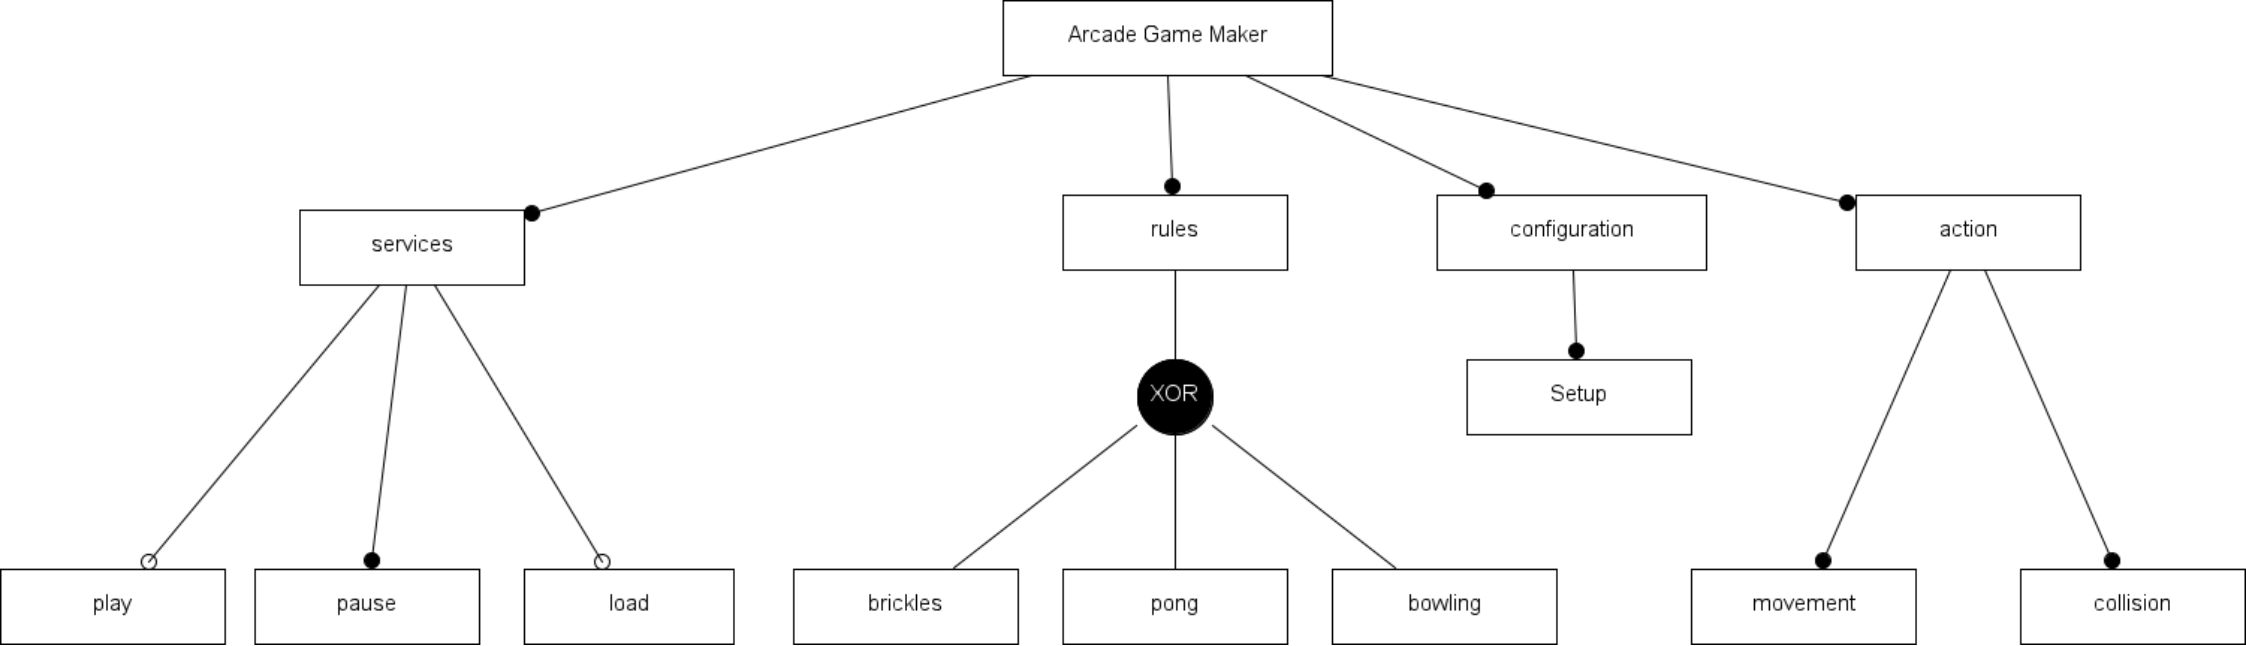 Arcade Game Maker
services
rules
configuration
action
XOR
Setup
play
pause
load
brickles
pong
bowling
movement
collision